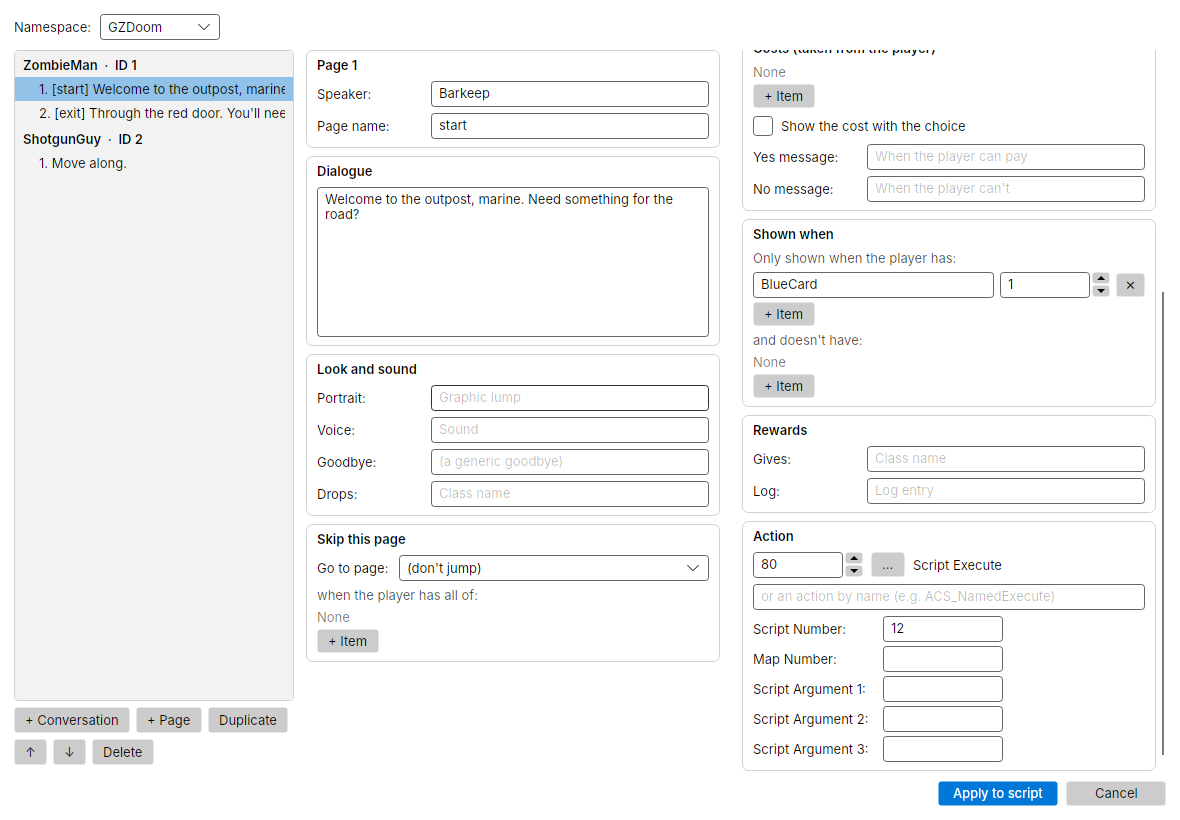 Namespace: GZDoom
ZombieMan · ID 1
1. [start] Welcome to the outpost, marine
2. [exit] Through the red door. You'll nee
ShotgunGuy · ID 2
1. Move along.
+ Conversation + Page Duplicate
↑ ↓ Delete
Page 1
Speaker: Barkeep
Page name: start
Dialogue
Welcome to the outpost, marine. Need something for the
road?
Look and sound
Portrait: Graphic lump
Voice: Sound
Goodbye: (a generic goodbye)
Drops: Class name
Skip this page
Go to page: (don't jump)
when the player has all of:
None
+ Item
Costs (taken from the player)
None
+ Item
Show the cost with the choice
Yes message: When the player can pay
No message: When the player can't
Shown when
Only shown when the player has:
BlueCard 1 ×
+ Item
and doesn't have:
None
+ Item
Rewards
Gives: Class name
Log: Log entry
Action
80 ... Script Execute
or an action by name (e.g. ACS_NamedExecute)
Script Number: 12
Map Number:
Script Argument 1:
Script Argument 2:
Script Argument 3:
Apply to script Cancel